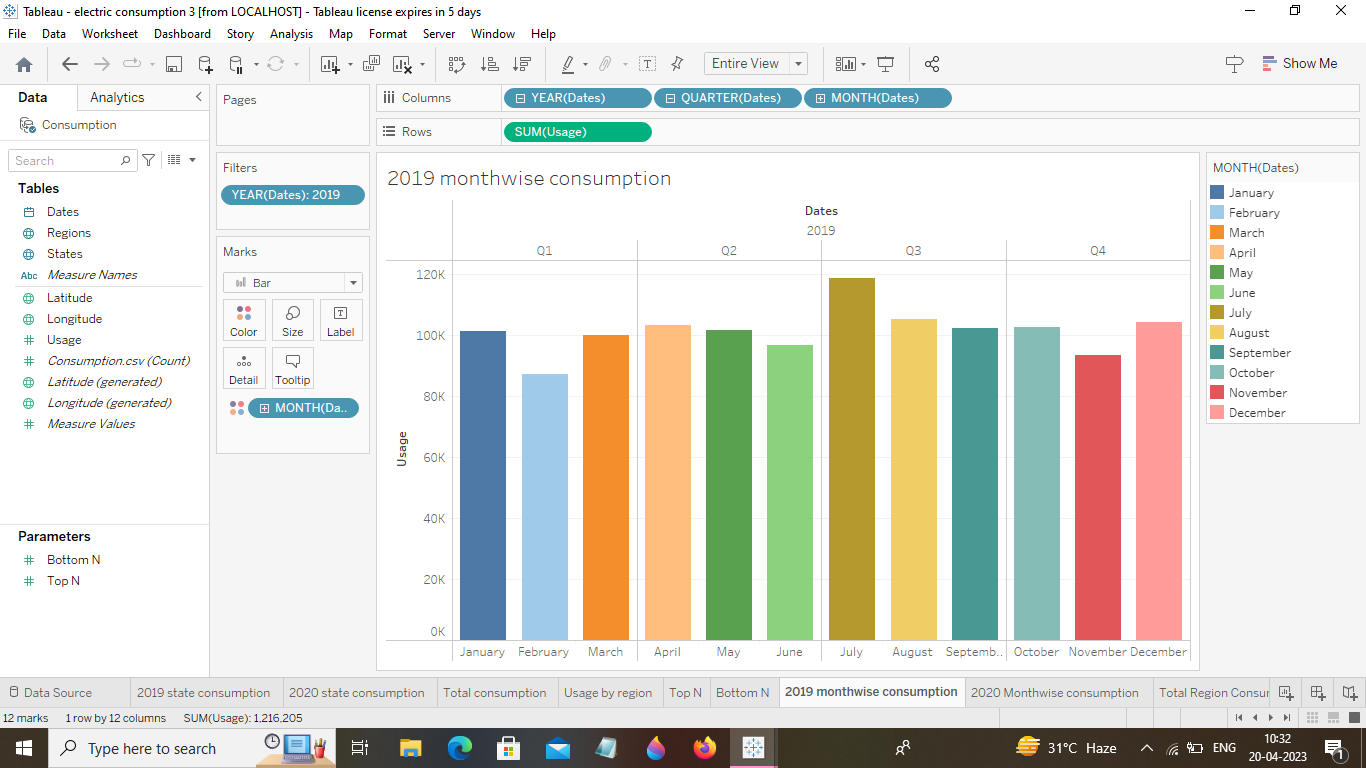 Tableau - electric consumption 3 [from LOCALHOST] - Tableau license expires in 5 days
File Data Worksheet Dashboard Story Analysis Map Format Server Window Help
Entire View
Show Me
Data Analytics
Consumption
Search
Tables
Dates
Regions
States
Abc Measure Names
Latitude
Longitude
Usage
Consumption.csv (Count)
Latitude (generated)
Longitude (generated)
Measure Values
Parameters
Bottom N
Top N
Pages
Filters
YEAR(Dates): 2019
Marks
Bar
Color Size Label
Detail Tooltip
MONTH(Da..
Columns YEAR(Dates) QUARTER(Dates) MONTH(Dates)
Rows SUM(Usage)
2019 monthwise consumption
Dates
2019
Q1 Q2 Q3 Q4
Usage
120K
100K
80K
60K
40K
20K
0K
January February March April May June July August Septemb.. October November December
MONTH(Dates)
January
February
March
April
May
June
July
August
September
October
November
December
Data Source 2019 state consumption 2020 state consumption Total consumption Usage by region Top N Bottom N 2019 monthwise consumption 2020 Monthwise consumption Total Region Consur
12 marks 1 row by 12 columns SUM(Usage): 1,216,205
Type here to search
31°C Haze
ENG
10:32
20-04-2023
1